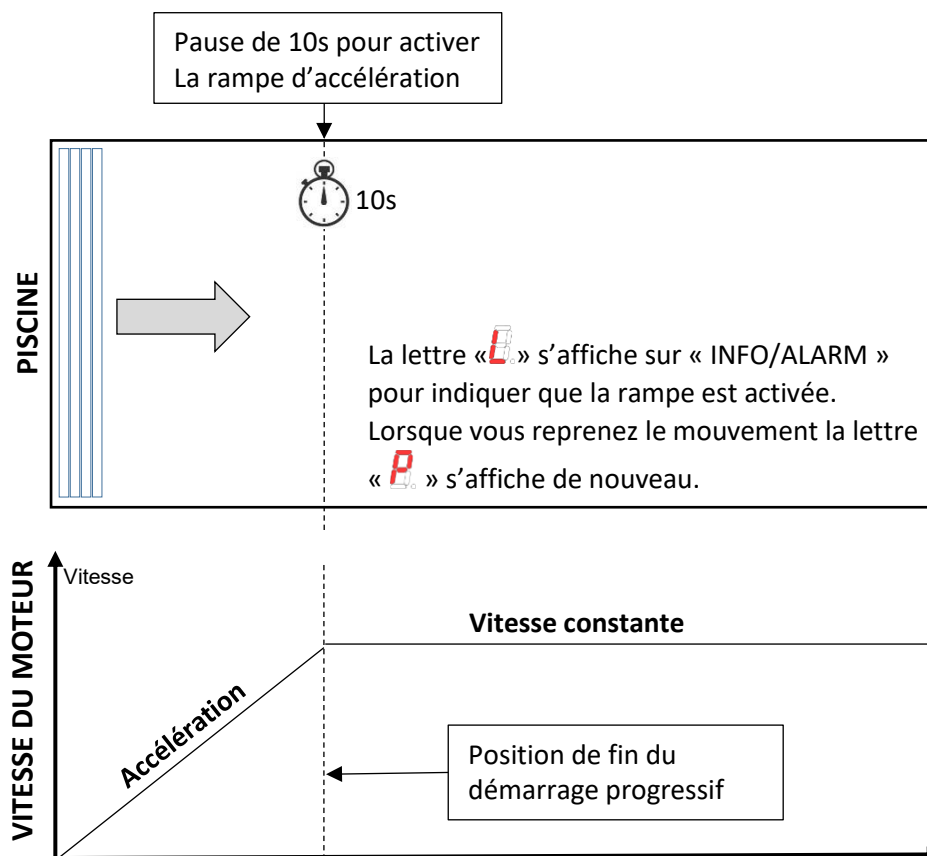 Pause de 10s pour activer
La rampe d'accélération
10s
PISCINE
La lettre «L» s'affiche sur « INFO/ALARM »
pour indiquer que la rampe est activée.
Lorsque vous reprenez le mouvement la lettre
« P » s'affiche de nouveau.
VITESSE DU MOTEUR
Vitesse
Vitesse constante
Accélération
Position de fin du
démarrage progressif